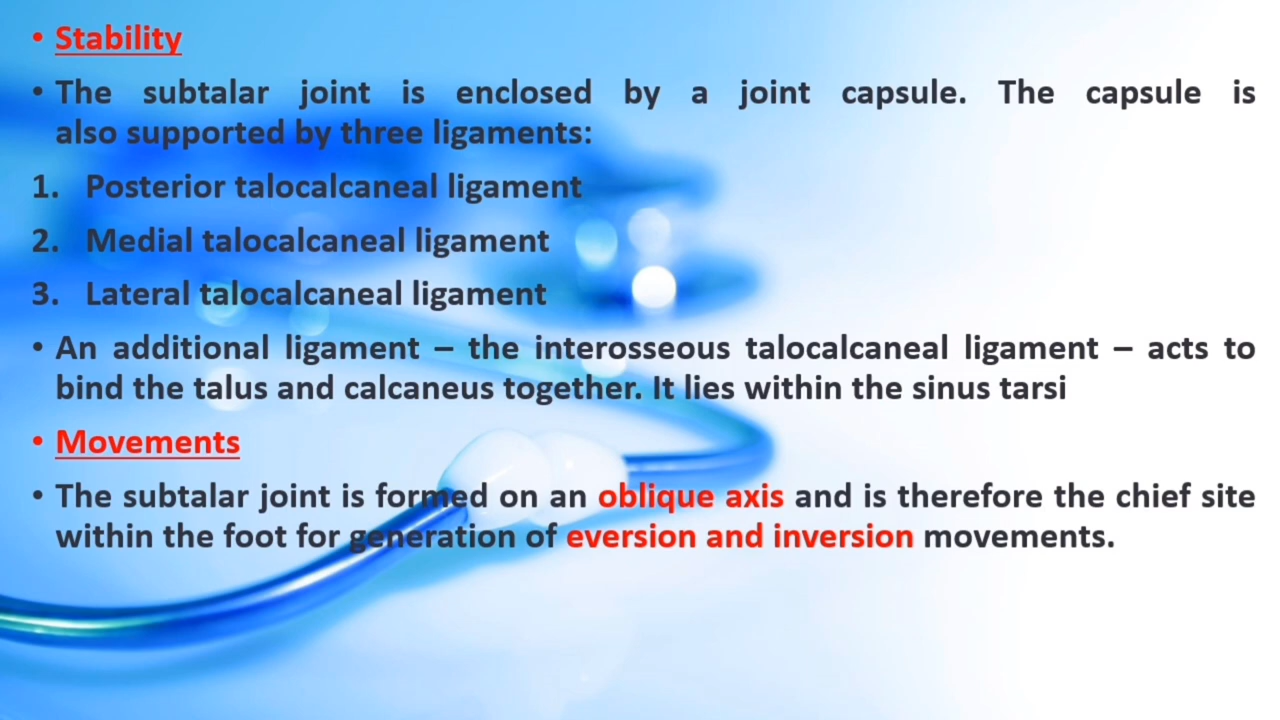 • Stability
• The subtalar joint is enclosed by a joint capsule. The capsule is
also supported by three ligaments:
1. Posterior talocalcaneal ligament
2. Medial talocalcaneal ligament
3. Lateral talocalcaneal ligament
• An additional ligament – the interosseous talocalcaneal ligament – acts to
bind the talus and calcaneus together. It lies within the sinus tarsi
• Movements
• The subtalar joint is formed on an oblique axis and is therefore the chief site
within the foot for generation of eversion and inversion movements.